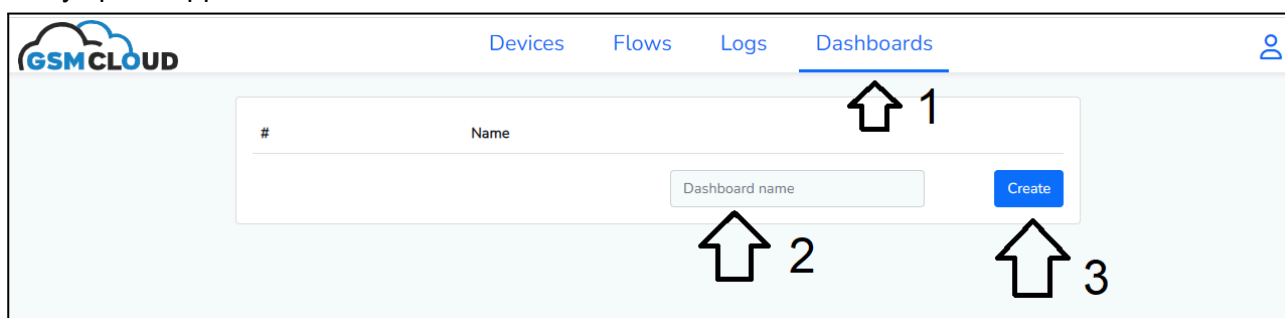 GSMCLOUD Devices Flows Logs Dashboards
1
# Name
Dashboard name Create
2
3